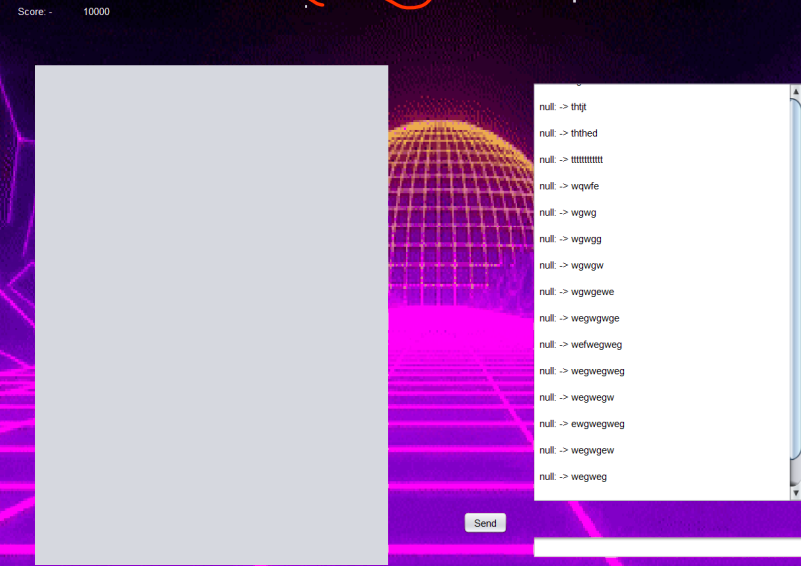 Score: - 10000
null: -> thtjt
null: -> ththed
null: -> tttttttttttt
null: -> wqwfe
null: -> wgwg
null: -> wgwgg
null: -> wgwgw
null: -> wgwgewe
null: -> wegwgwge
null: -> wefwegweg
null: -> wegwegweg
null: -> wegwegw
null: -> ewgwegweg
null: -> wegwgew
null: -> wegweg
Send